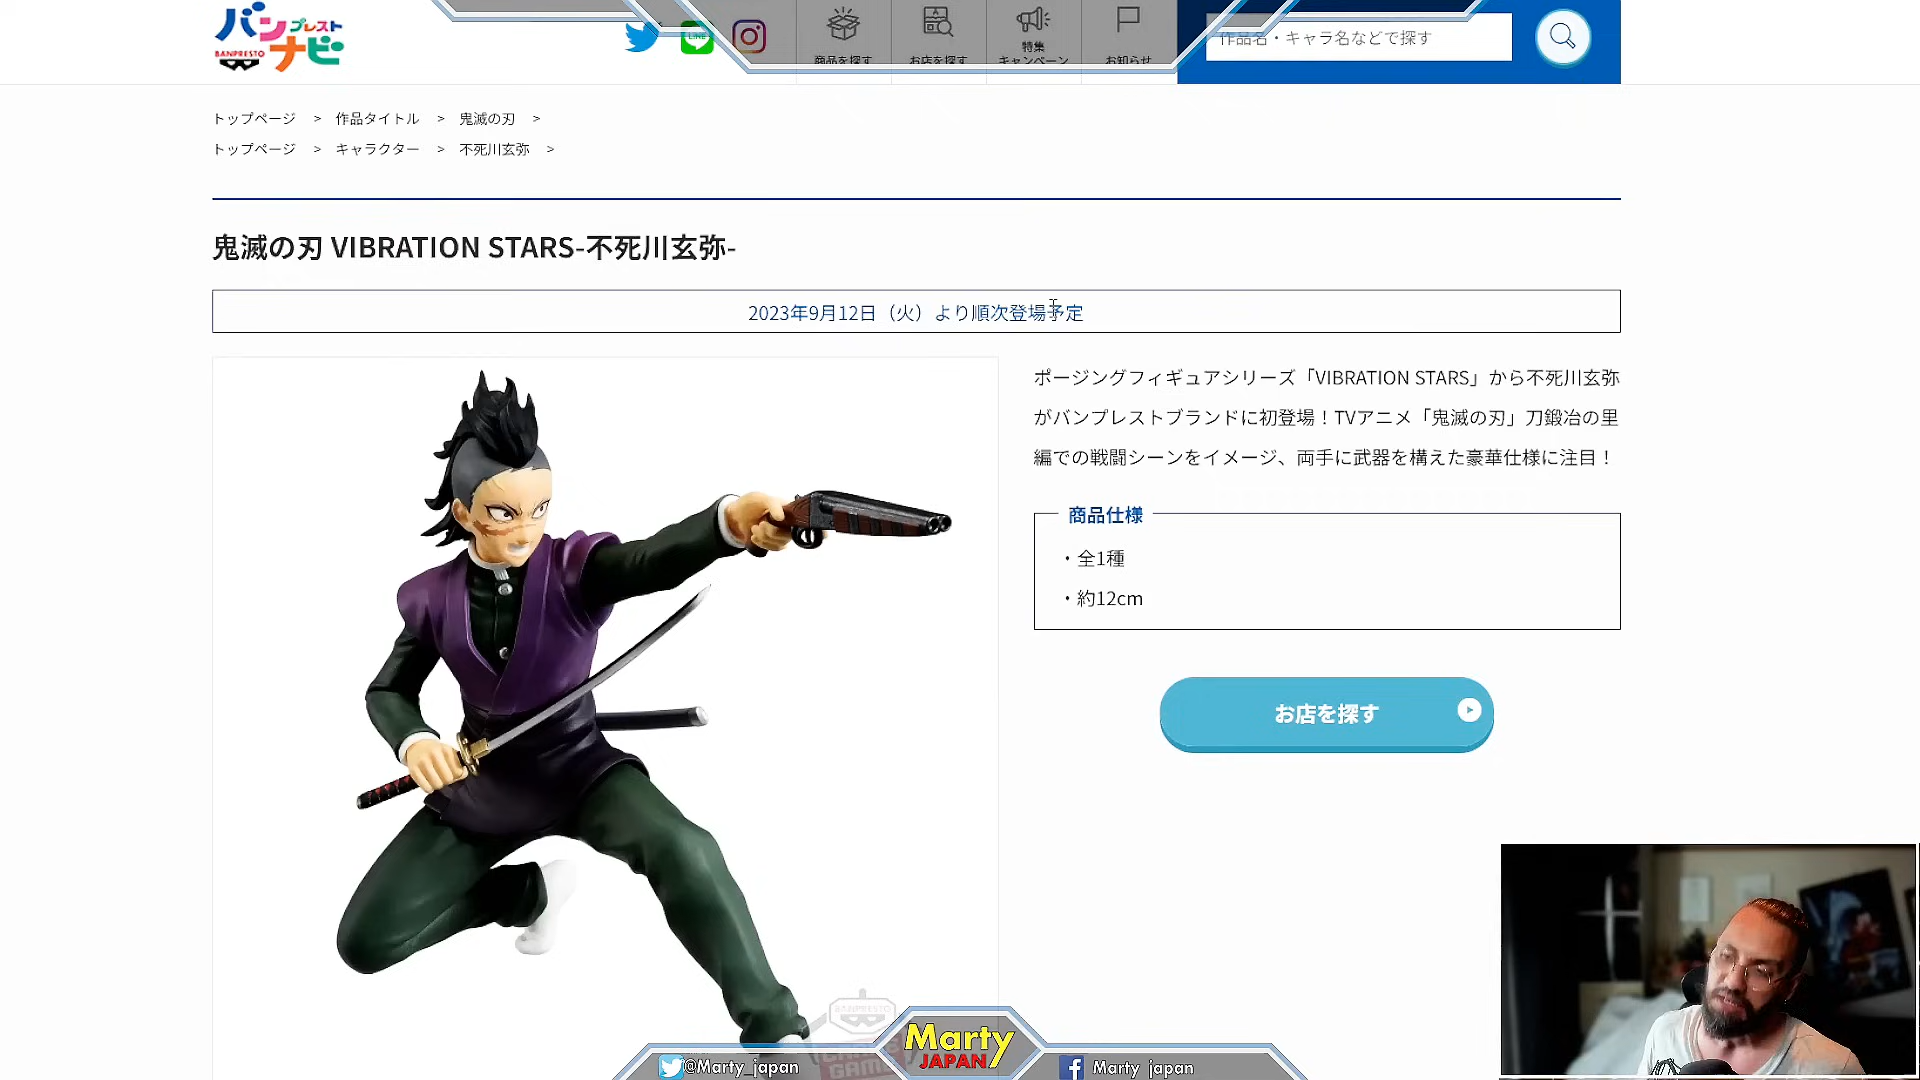 バンプレストナビ
BANPRESTO
LINE
商品を探す
お店を探す
特集
キャンペーン
お知らせ
作品名・キャラ名などで探す
トップページ > 作品タイトル > 鬼滅の刃 >
トップページ > キャラクター > 不死川玄弥 >
鬼滅の刃 VIBRATION STARS-不死川玄弥-
2023年9月12日（火）より順次登場予定
ポージングフィギュアシリーズ「VIBRATION STARS」から不死川玄弥
がバンプレストブランドに初登場！TVアニメ「鬼滅の刃」刀鍛冶の里
編での戦闘シーンをイメージ、両手に武器を構えた豪華仕様に注目！
商品仕様
・全1種
・約12cm
お店を探す
BANPRESTO
Marty
JAPAN
@Marty_japan
Marty japan